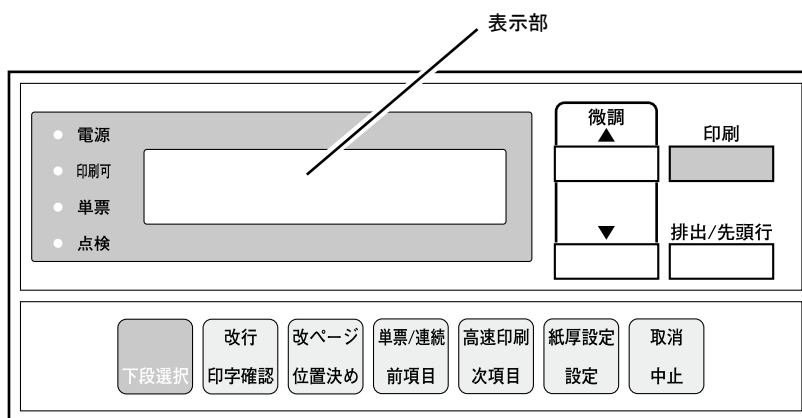 表示部
微調
▲
印刷
▼
排出/先頭行
電源
印刷可
単票
点検
下段選択
改行
印字確認
改ページ
位置決め
単票/連続
前項目
高速印刷
次項目
紙厚設定
設定
取消
中止